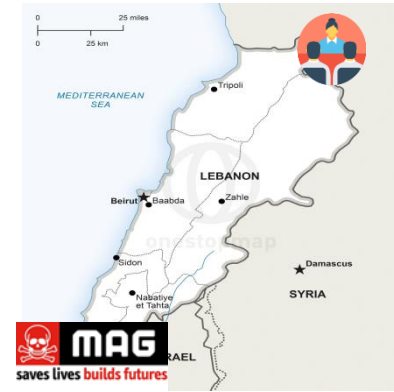 0 25 miles
0 25 km
Tripoli
MEDITERRANEAN
SEA
LEBANON
Beirut
Baabda
Zahle
onestopmap
Sidon
Damascus
SYRIA
Nabatiye
et Tahta
RAEL
MAG
saves lives builds futures